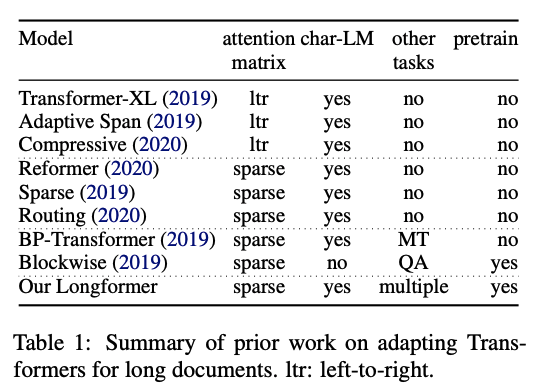 Model attention char-LM other pretrain
matrix tasks
Transformer-XL (2019) ltr yes no no
Adaptive Span (2019) ltr yes no no
Compressive (2020) ltr yes no no
Reformer (2020) sparse yes no no
Sparse (2019) sparse yes no no
Routing (2020) sparse yes no no
BP-Transformer (2019) sparse yes MT no
Blockwise (2019) sparse no QA yes
Our Longformer sparse yes multiple yes
Table 1: Summary of prior work on adapting Trans-
formers for long documents. ltr: left-to-right.